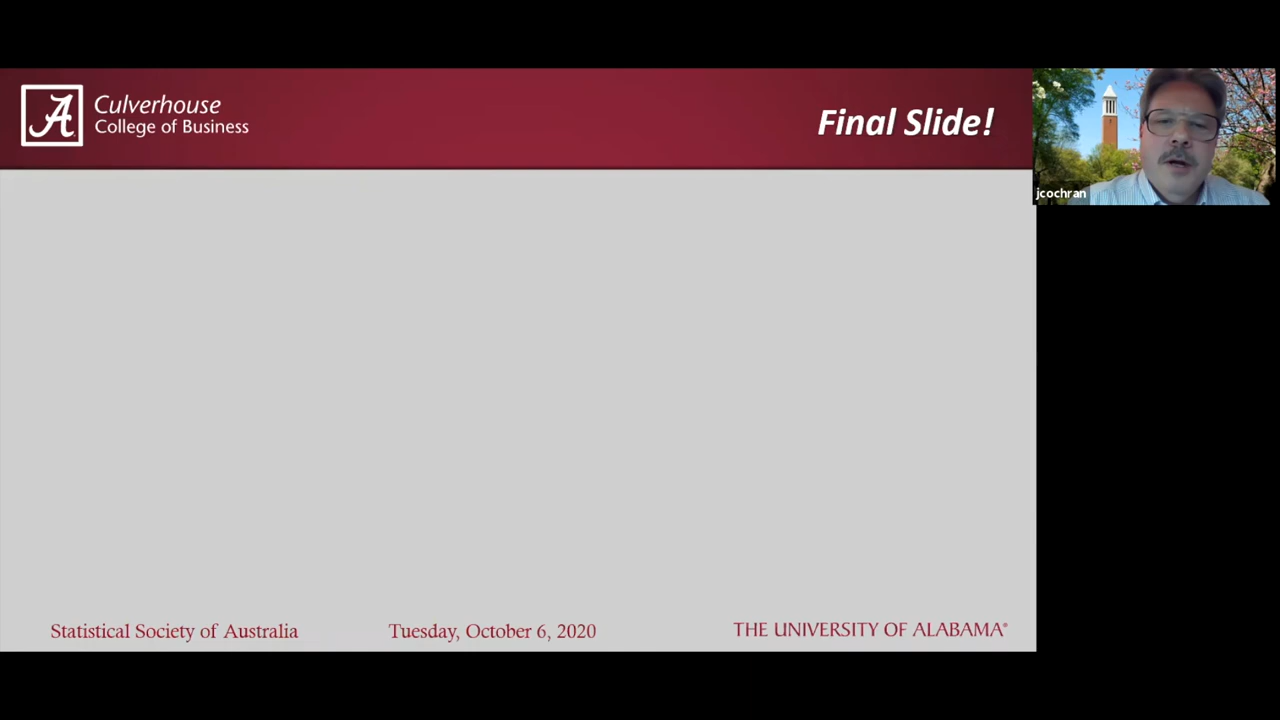 A
Culverhouse
College of Business
Final Slide!
jcochran
Statistical Society of Australia
Tuesday, October 6, 2020
THE UNIVERSITY OF ALABAMA®